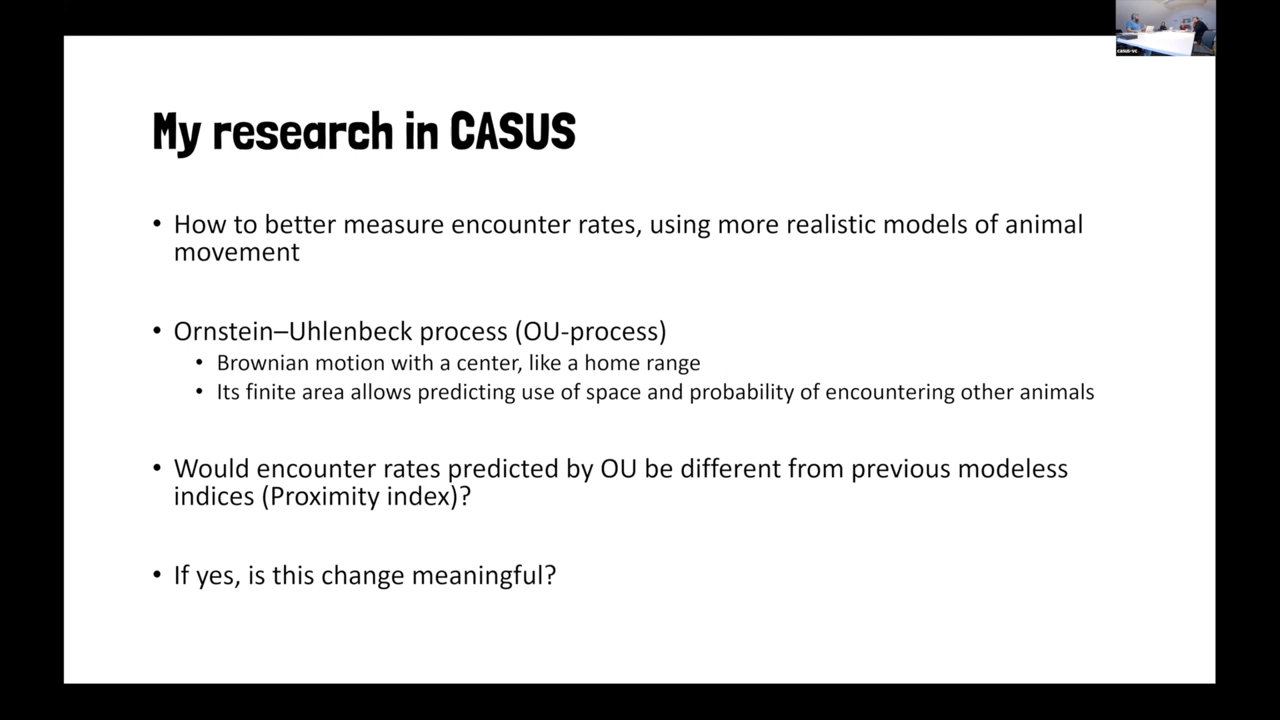 My research in CASUS
• How to better measure encounter rates, using more realistic models of animal
movement
• Ornstein–Uhlenbeck process (OU-process)
• Brownian motion with a center, like a home range
• Its finite area allows predicting use of space and probability of encountering other animals
• Would encounter rates predicted by OU be different from previous modeless
indices (Proximity index)?
• If yes, is this change meaningful?